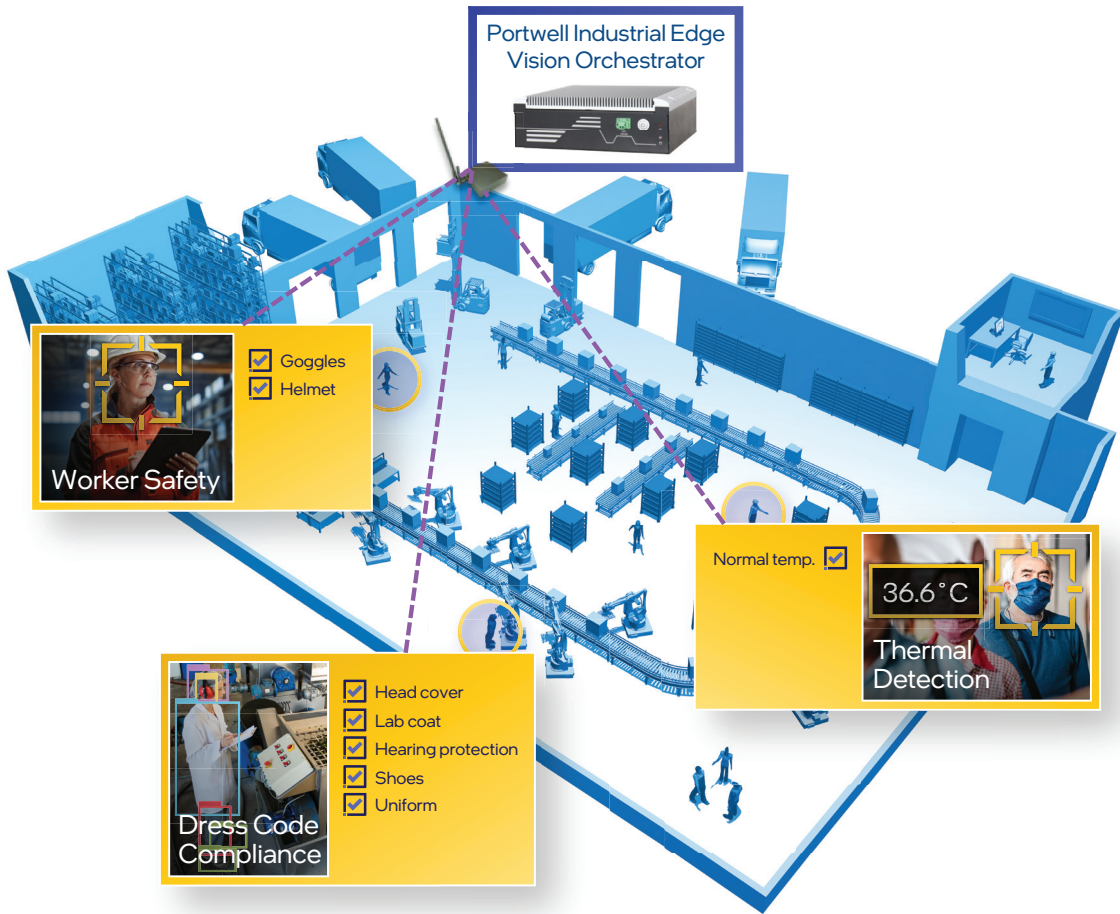 Portwell Industrial Edge
Vision Orchestrator
Goggles
Helmet
Worker Safety
Normal temp.
36.6°C
Thermal
Detection
Head cover
Lab coat
Hearing protection
Shoes
Uniform
Dress Code
Compliance